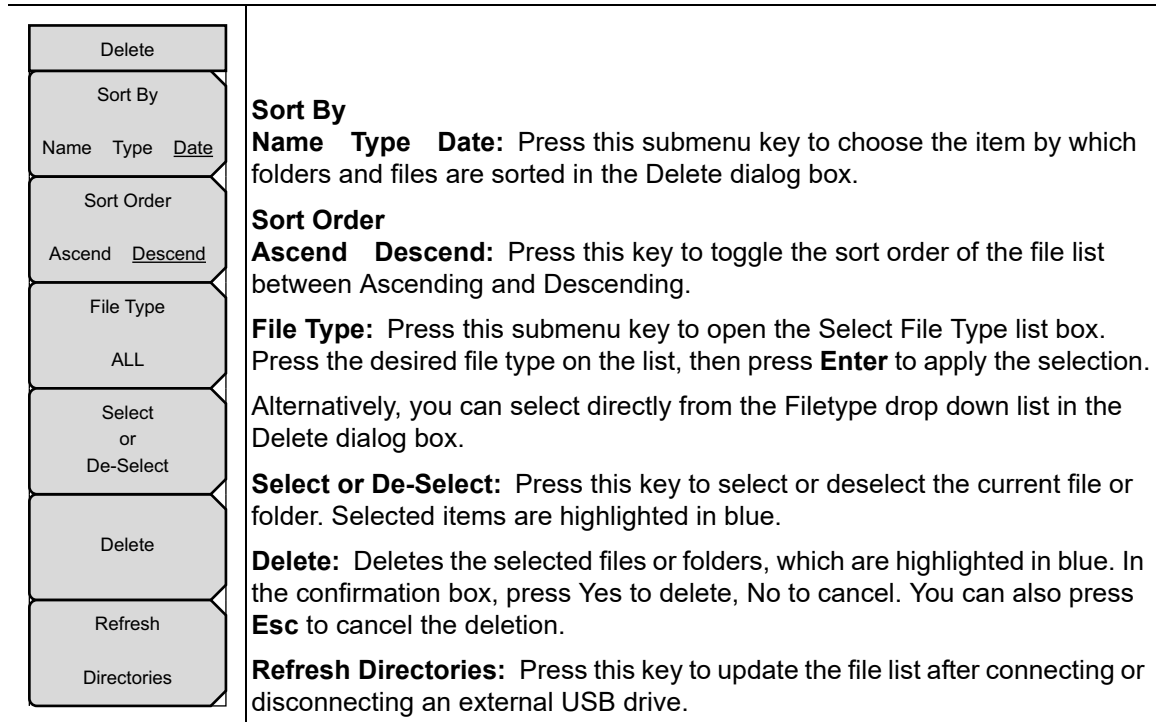 Delete
Sort By
Name Type Date
Sort Order
Ascend Descend
File Type
ALL
Select
or
De-Select
Delete
Refresh
Directories
Sort By
Name Type Date: Press this submenu key to choose the item by which
folders and files are sorted in the Delete dialog box.
Sort Order
Ascend Descend: Press this key to toggle the sort order of the file list
between Ascending and Descending.
File Type: Press this submenu key to open the Select File Type list box.
Press the desired file type on the list, then press Enter to apply the selection.
Alternatively, you can select directly from the Filetype drop down list in the
Delete dialog box.
Select or De-Select: Press this key to select or deselect the current file or
folder. Selected items are highlighted in blue.
Delete: Deletes the selected files or folders, which are highlighted in blue. In
the confirmation box, press Yes to delete, No to cancel. You can also press
Esc to cancel the deletion.
Refresh Directories: Press this key to update the file list after connecting or
disconnecting an external USB drive.